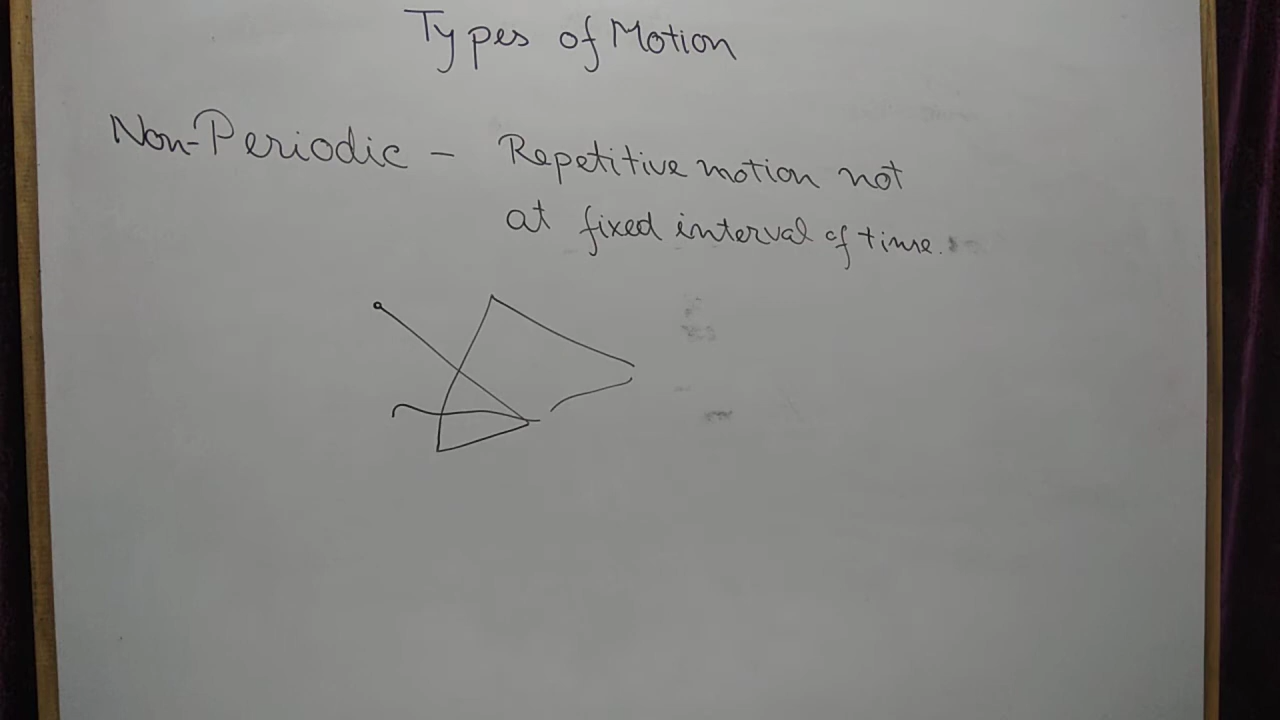 Types of Motion
Non-Periodic - Repetitive motion not
at fixed interval of time.